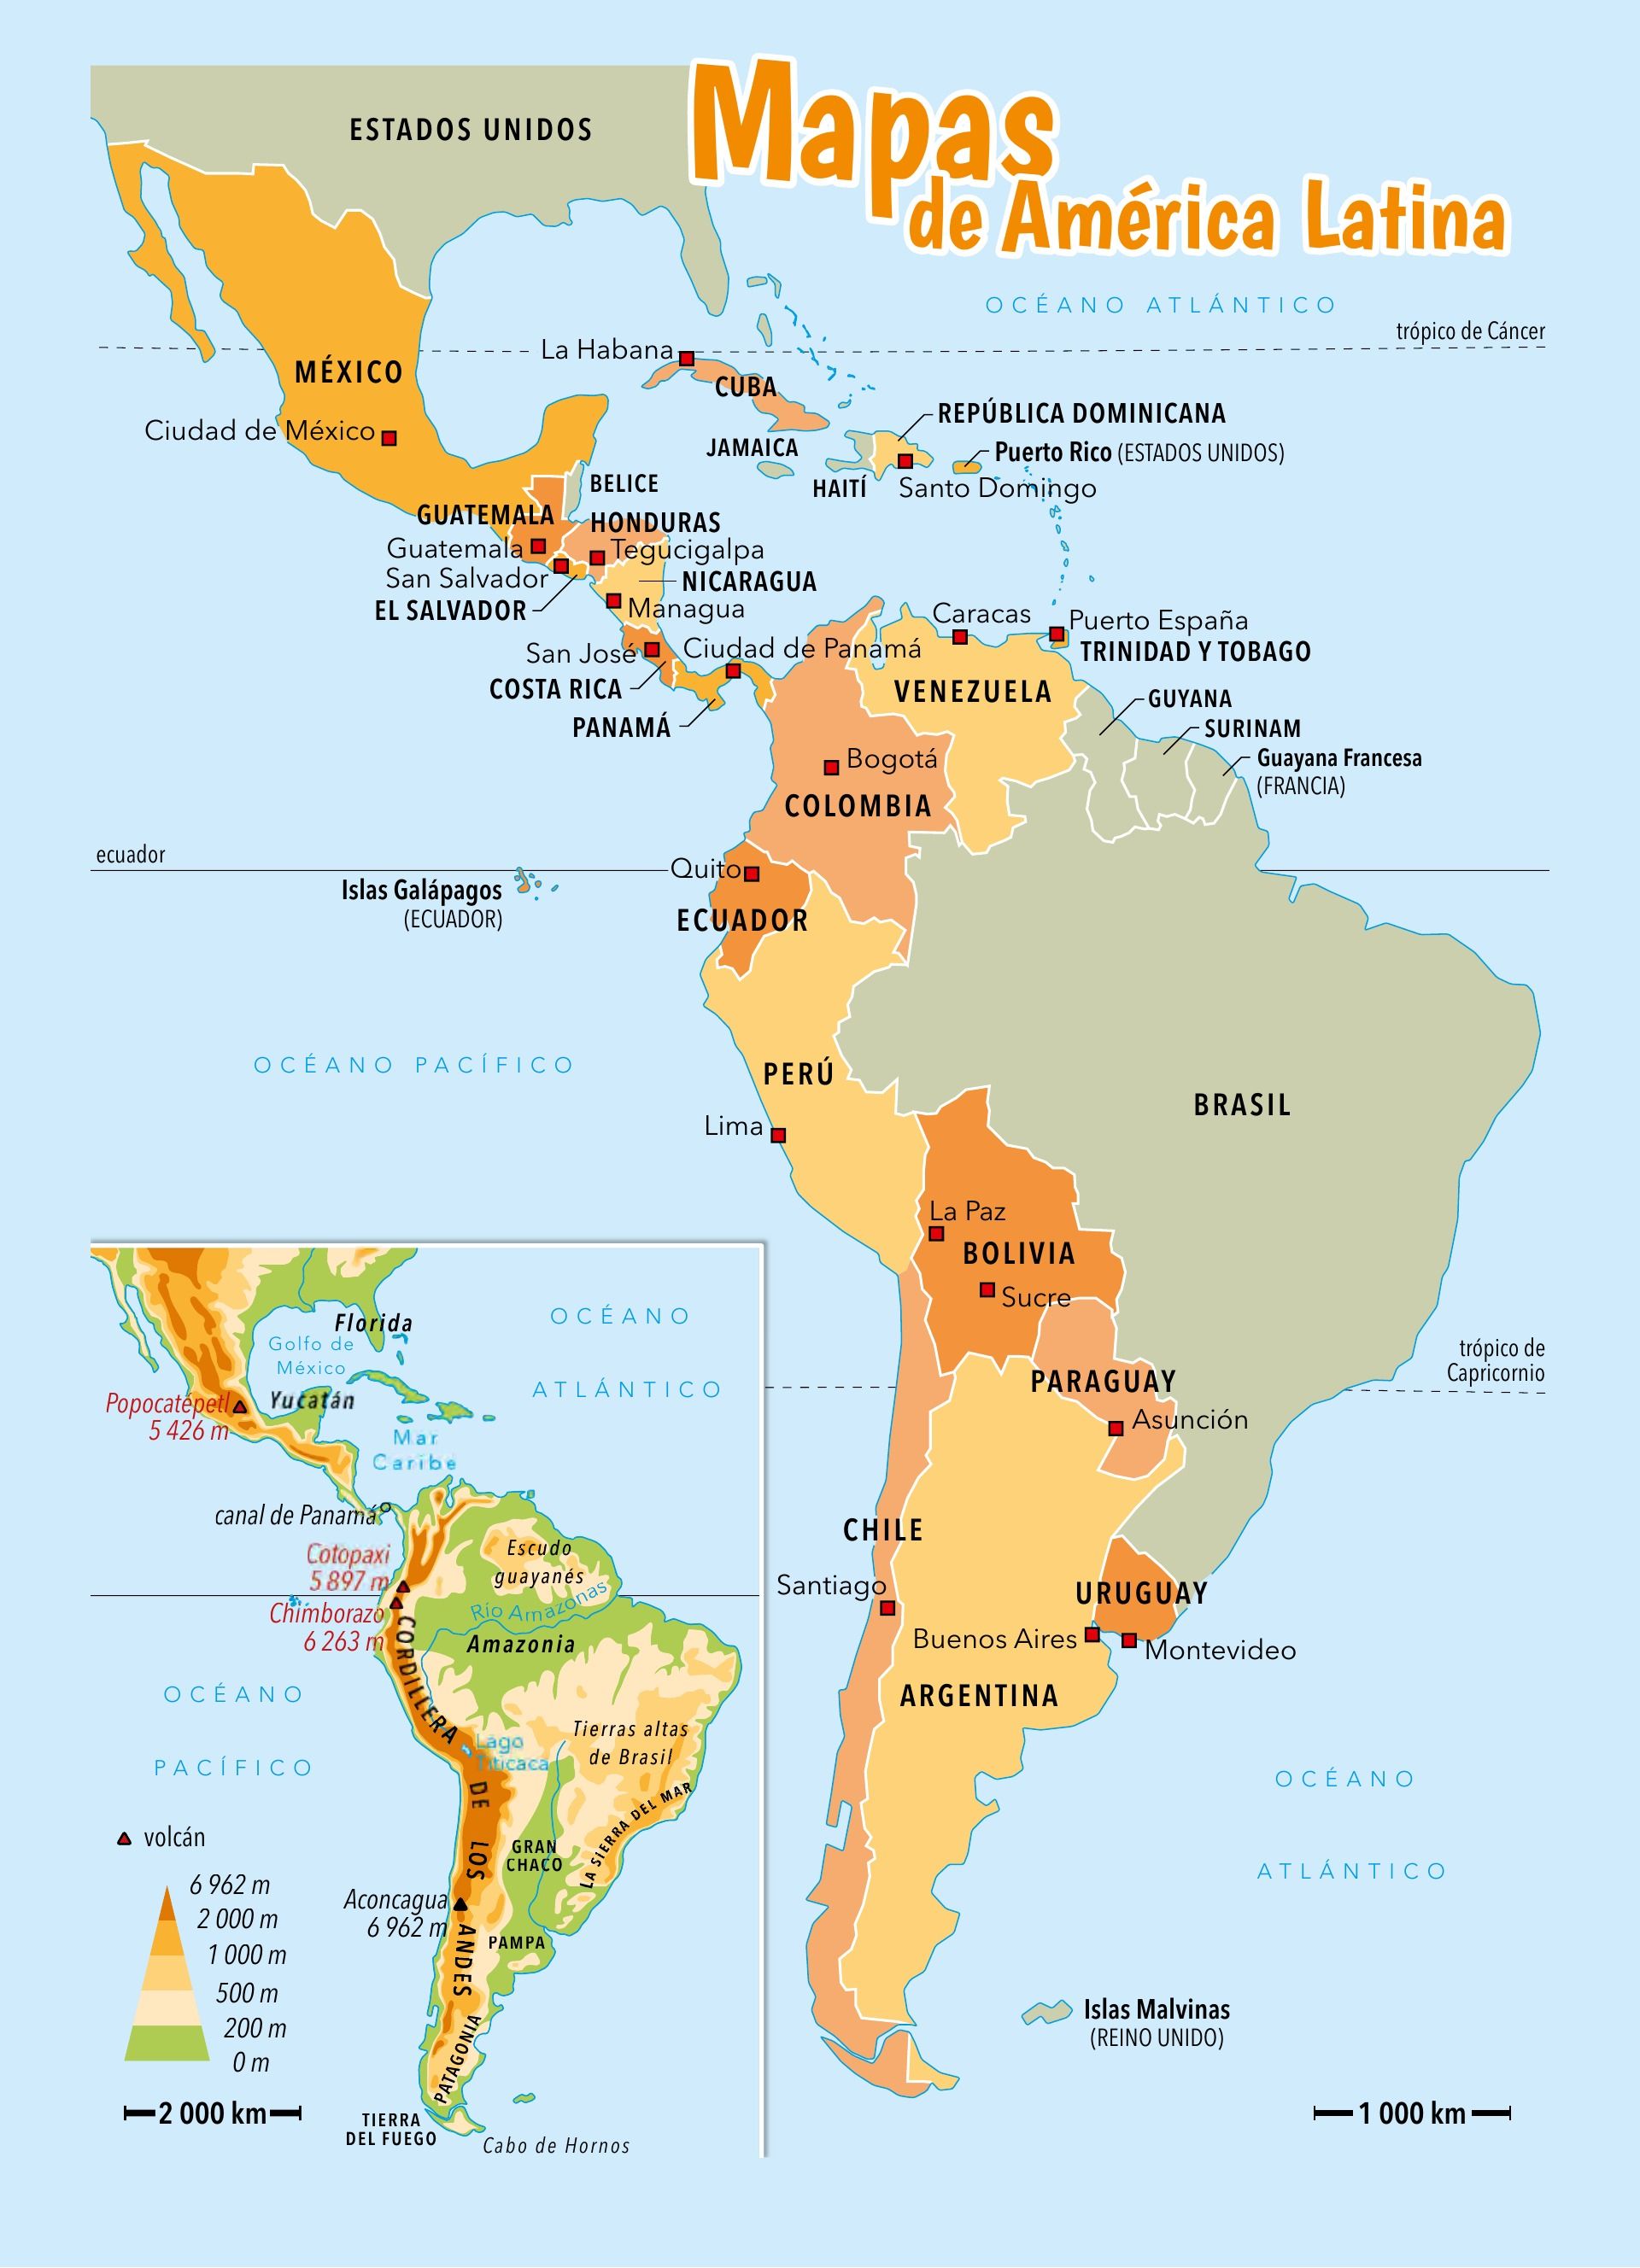 Mapas
de América Latina
ESTADOS UNIDOS
OCÉANO ATLÁNTICO
trópico de Cáncer
La Habana
MÉXICO
CUBA
REPÚBLICA DOMINICANA
Ciudad de México
JAMAICA
Puerto Rico (ESTADOS UNIDOS)
BELICE
HAITÍ
Santo Domingo
GUATEMALA
HONDURAS
Guatemala
Tegucigalpa
San Salvador
NICARAGUA
EL SALVADOR
Managua
Caracas
Puerto España
San José
Ciudad de Panamá
TRINIDAD Y TOBAGO
COSTA RICA
VENEZUELA
GUYANA
PANAMÁ
SURINAM
Bogotá
Guayana Francesa
(FRANCIA)
COLOMBIA
ecuador
Quito
Islas Galápagos
(ECUADOR)
ECUADOR
OCÉANO PACÍFICO
PERÚ
BRASIL
Lima
La Paz
BOLIVIA
Sucre
trópico de
Capricornio
PARAGUAY
Asunción
CHILE
Santiago
URUGUAY
Buenos Aires
Montevideo
ARGENTINA
OCÉANO
ATLÁNTICO
Islas Malvinas
(REINO UNIDO)
1 000 km
Florida
OCÉANO
ATLÁNTICO
Golfo de
México
Popocatépetl
5 426 m
Yucatán
Mar
Caribe
canal de Panamá
Cotopaxi
5 897 m
Escudo
guayanés
Chimborazo
6 263 m
Río Amazonas
Amazonia
CORDILLERA DE LOS ANDES
OCÉANO
PACÍFICO
Lago
Titicaca
Tierras altas
de Brasil
LA SIERRA DEL MAR
GRAN
CHACO
volcán
6 962 m
2 000 m
1 000 m
500 m
200 m
0 m
Aconcagua
6 962 m
PAMPA
PATAGONIA
2 000 km
TIERRA
DEL FUEGO
Cabo de Hornos